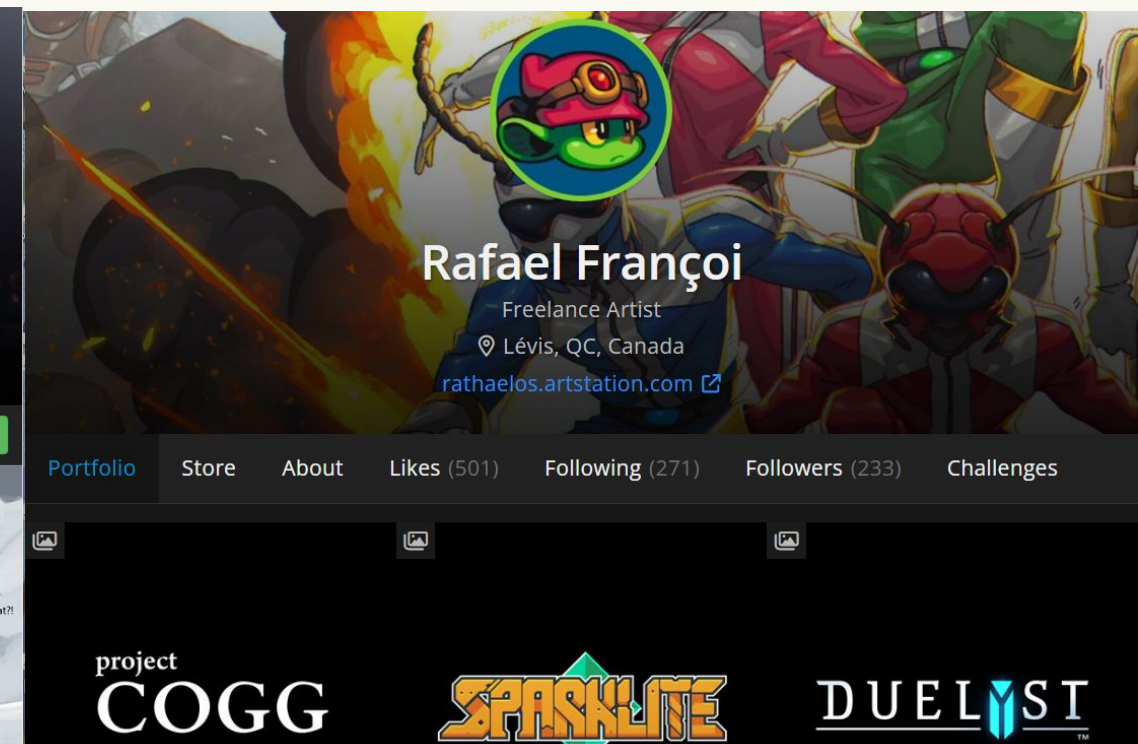 Rafael Françoi
Freelance Artist
Lévis, QC, Canada
rathaelos.artstation.com
Portfolio Store About Likes (501) Following (271) Followers (233) Challenges
project
COGG
SPARKLITE
DUELYST
TM